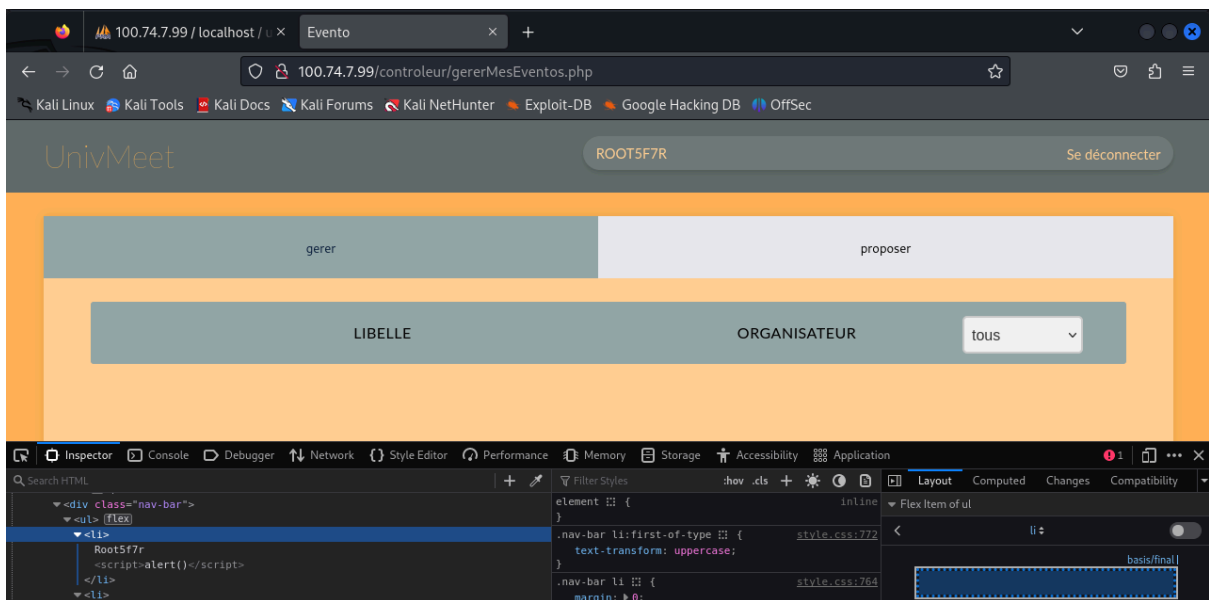 100.74.7.99 / localhost / u
Evento
100.74.7.99/controleur/gererMesEventos.php
Kali Linux Kali Tools Kali Docs Kali Forums Kali NetHunter Exploit-DB Google Hacking DB OffSec
UnivMeet
ROOT5F7R Se déconnecter
gerer proposer
LIBELLE ORGANISATEUR tous
Inspector Console Debugger Network {} Style Editor Performance Memory Storage Accessibility Application 1
Search HTML
Filter Styles :hov .cls
Layout Computed Changes Compatibility
<div class="nav-bar">
<ul> flex
<li>
Root5f7r
<script>alert()</script>
</li>
<li>
element { inline
}
.nav-bar li:first-of-type { style.css:772
text-transform: uppercase;
}
.nav-bar li { style.css:764
margin: 0;
Flex Item of ul
li
basis/final